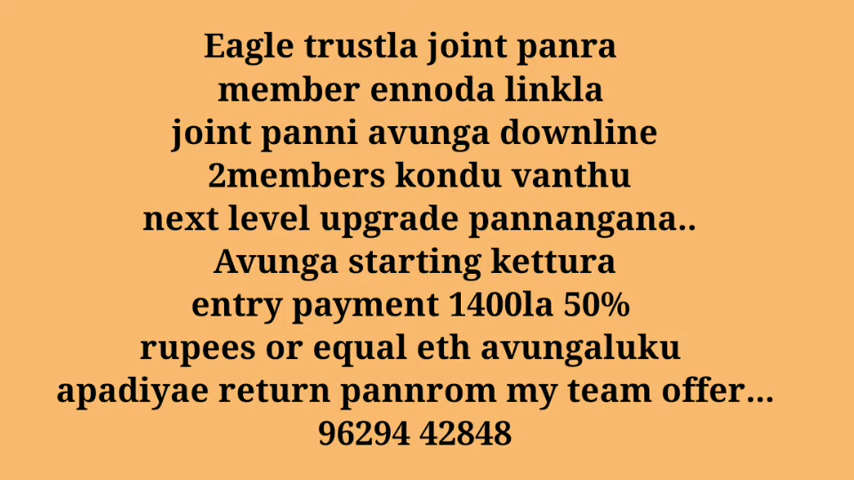 Eagle trustla joint panra
member ennoda linkla
joint panni avunga downline
2members kondu vanthu
next level upgrade pannangana..
Avunga starting kettura
entry payment 1400la 50%
rupees or equal eth avungaluku
apadiyae return pannrom my team offer...
96294 42848